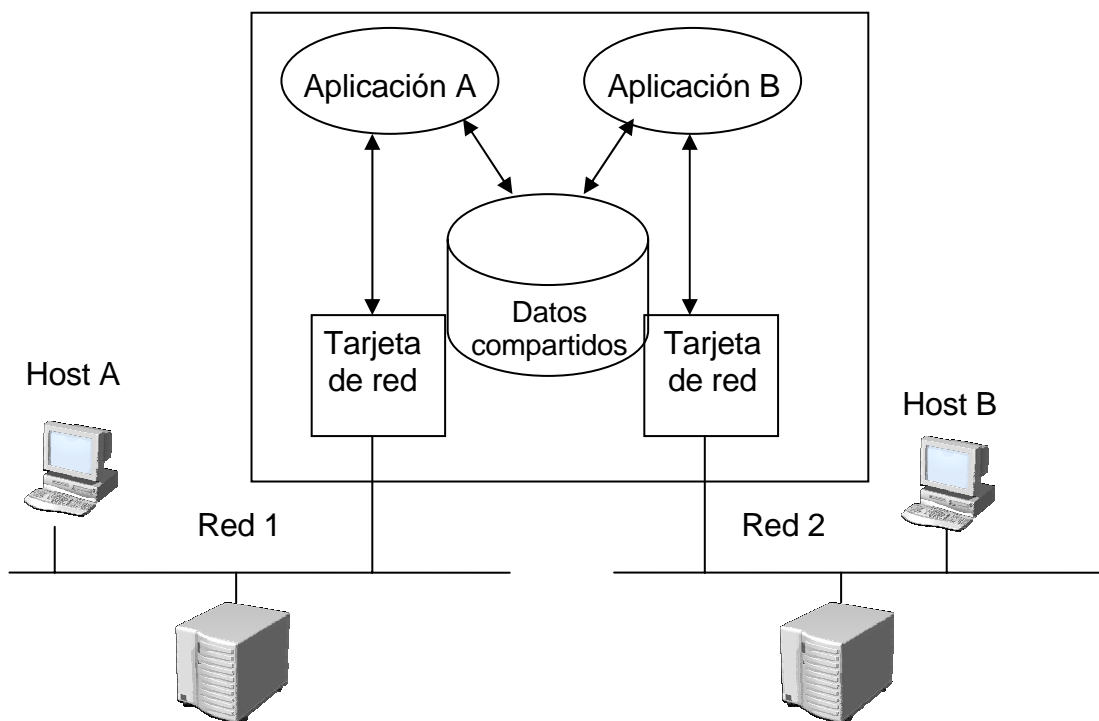 Aplicación A
Aplicación B
Datos
compartidos
Tarjeta
de red
Tarjeta
de red
Host A
Host B
Red 1
Red 2